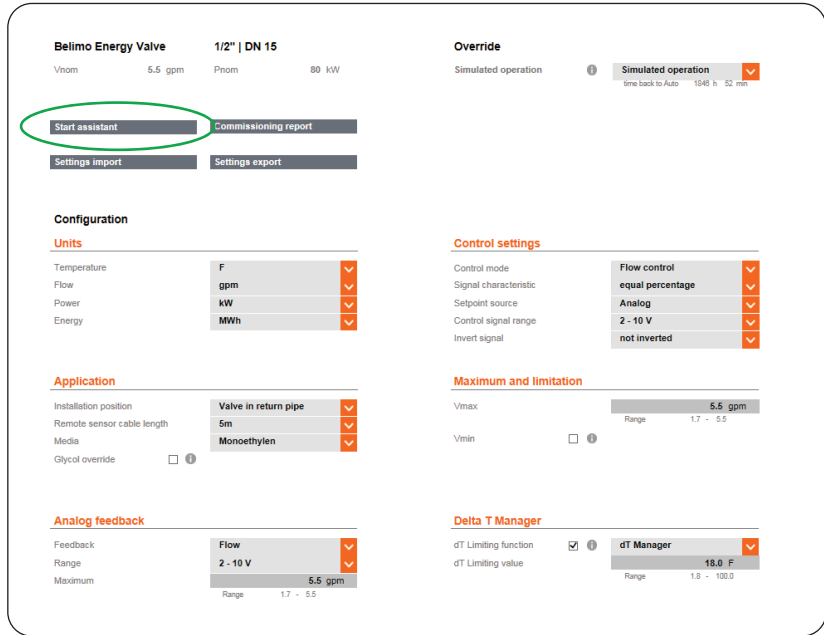 Belimo Energy Valve 1/2" | DN 15
Vnom 5.5 gpm Pnom 80 kW
Override
Simulated operation Simulated operation
time back to Auto 1846 h 52 min
Start assistant Commissioning report
Settings import Settings export
Configuration
Units
Temperature F
Flow gpm
Power kW
Energy MWh
Control settings
Control mode Flow control
Signal characteristic equal percentage
Setpoint source Analog
Control signal range 2 - 10 V
Invert signal not inverted
Application
Installation position Valve in return pipe
Remote sensor cable length 5m
Media Monoethylen
Glycol override
Maximum and limitation
Vmax 5.5 gpm
Range 1.7 - 5.5
Vmin
Analog feedback
Feedback Flow
Range 2 - 10 V
Maximum 5.5 gpm
Range 1.7 - 5.5
Delta T Manager
dT Limiting function dT Manager
dT Limiting value 18.0 F
Range 1.8 - 100.0